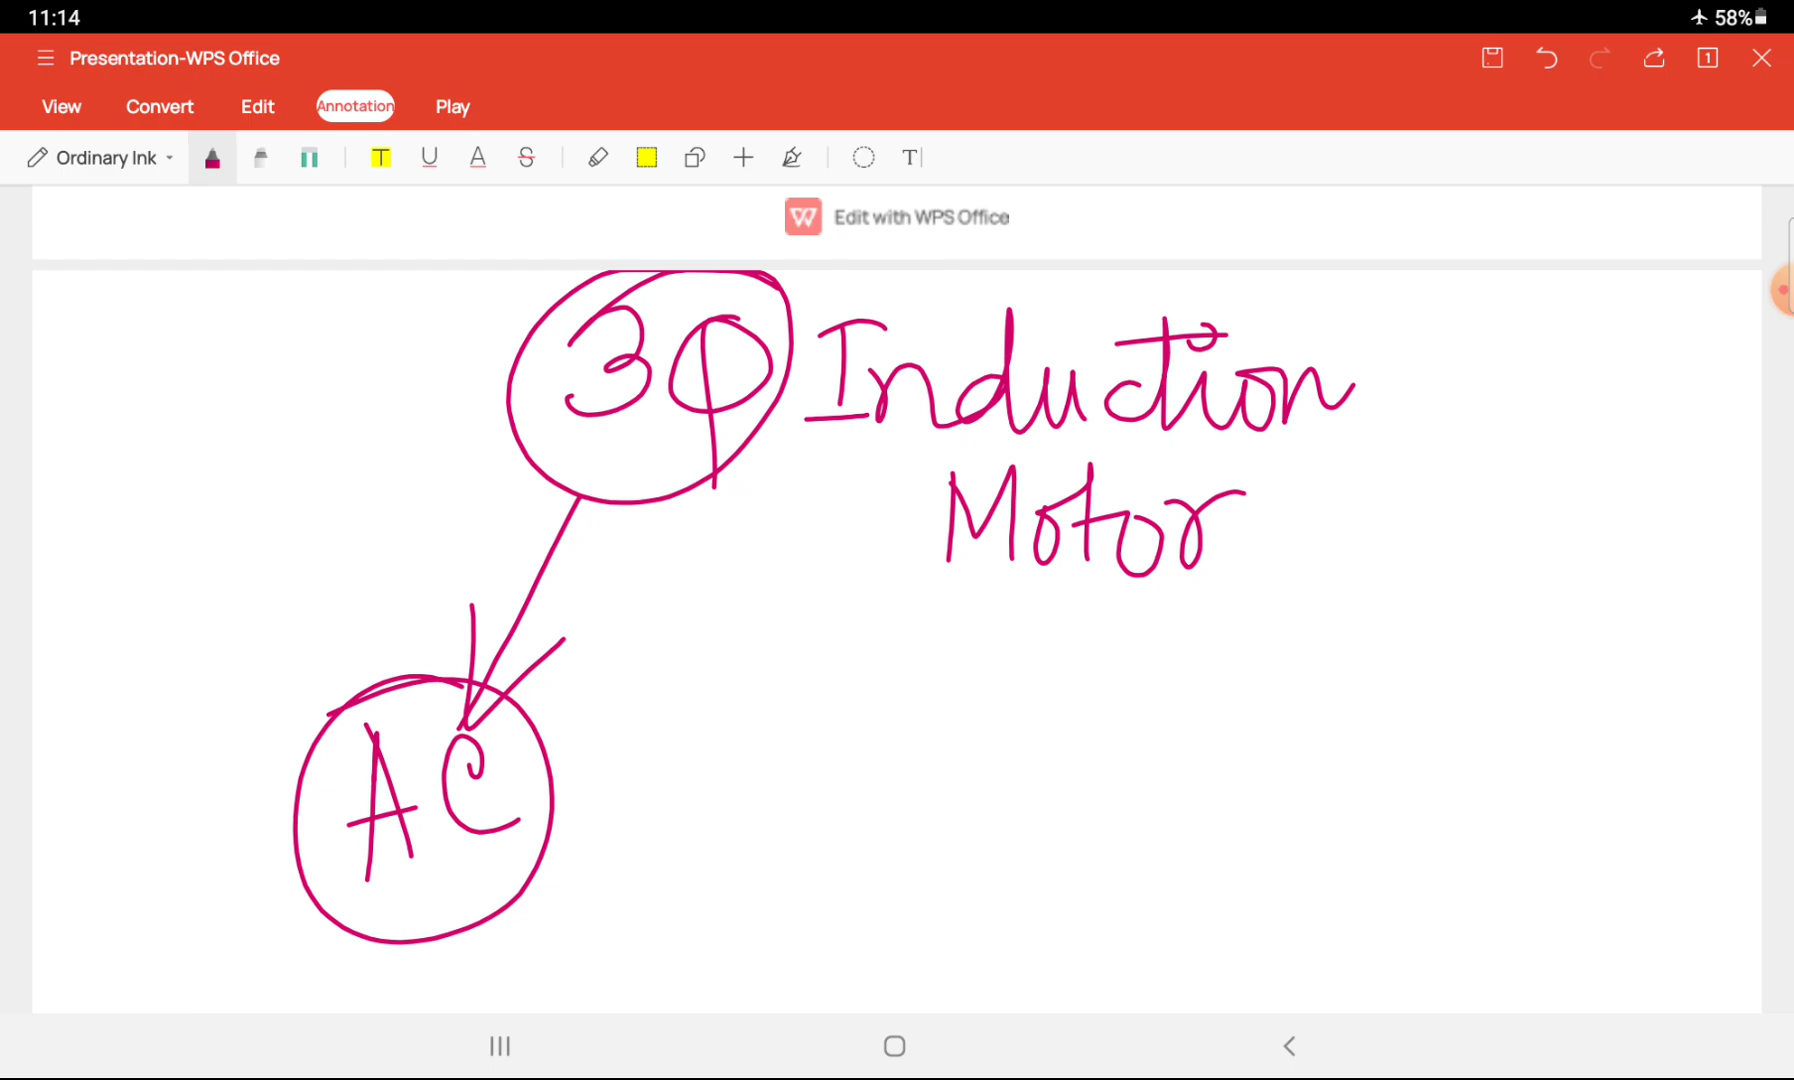 11:14 58%
Presentation-WPS Office 1
View Convert Edit Annotation Play
Ordinary Ink T U A S T
W Edit with WPS Office
3φ Induction
Motor
AC